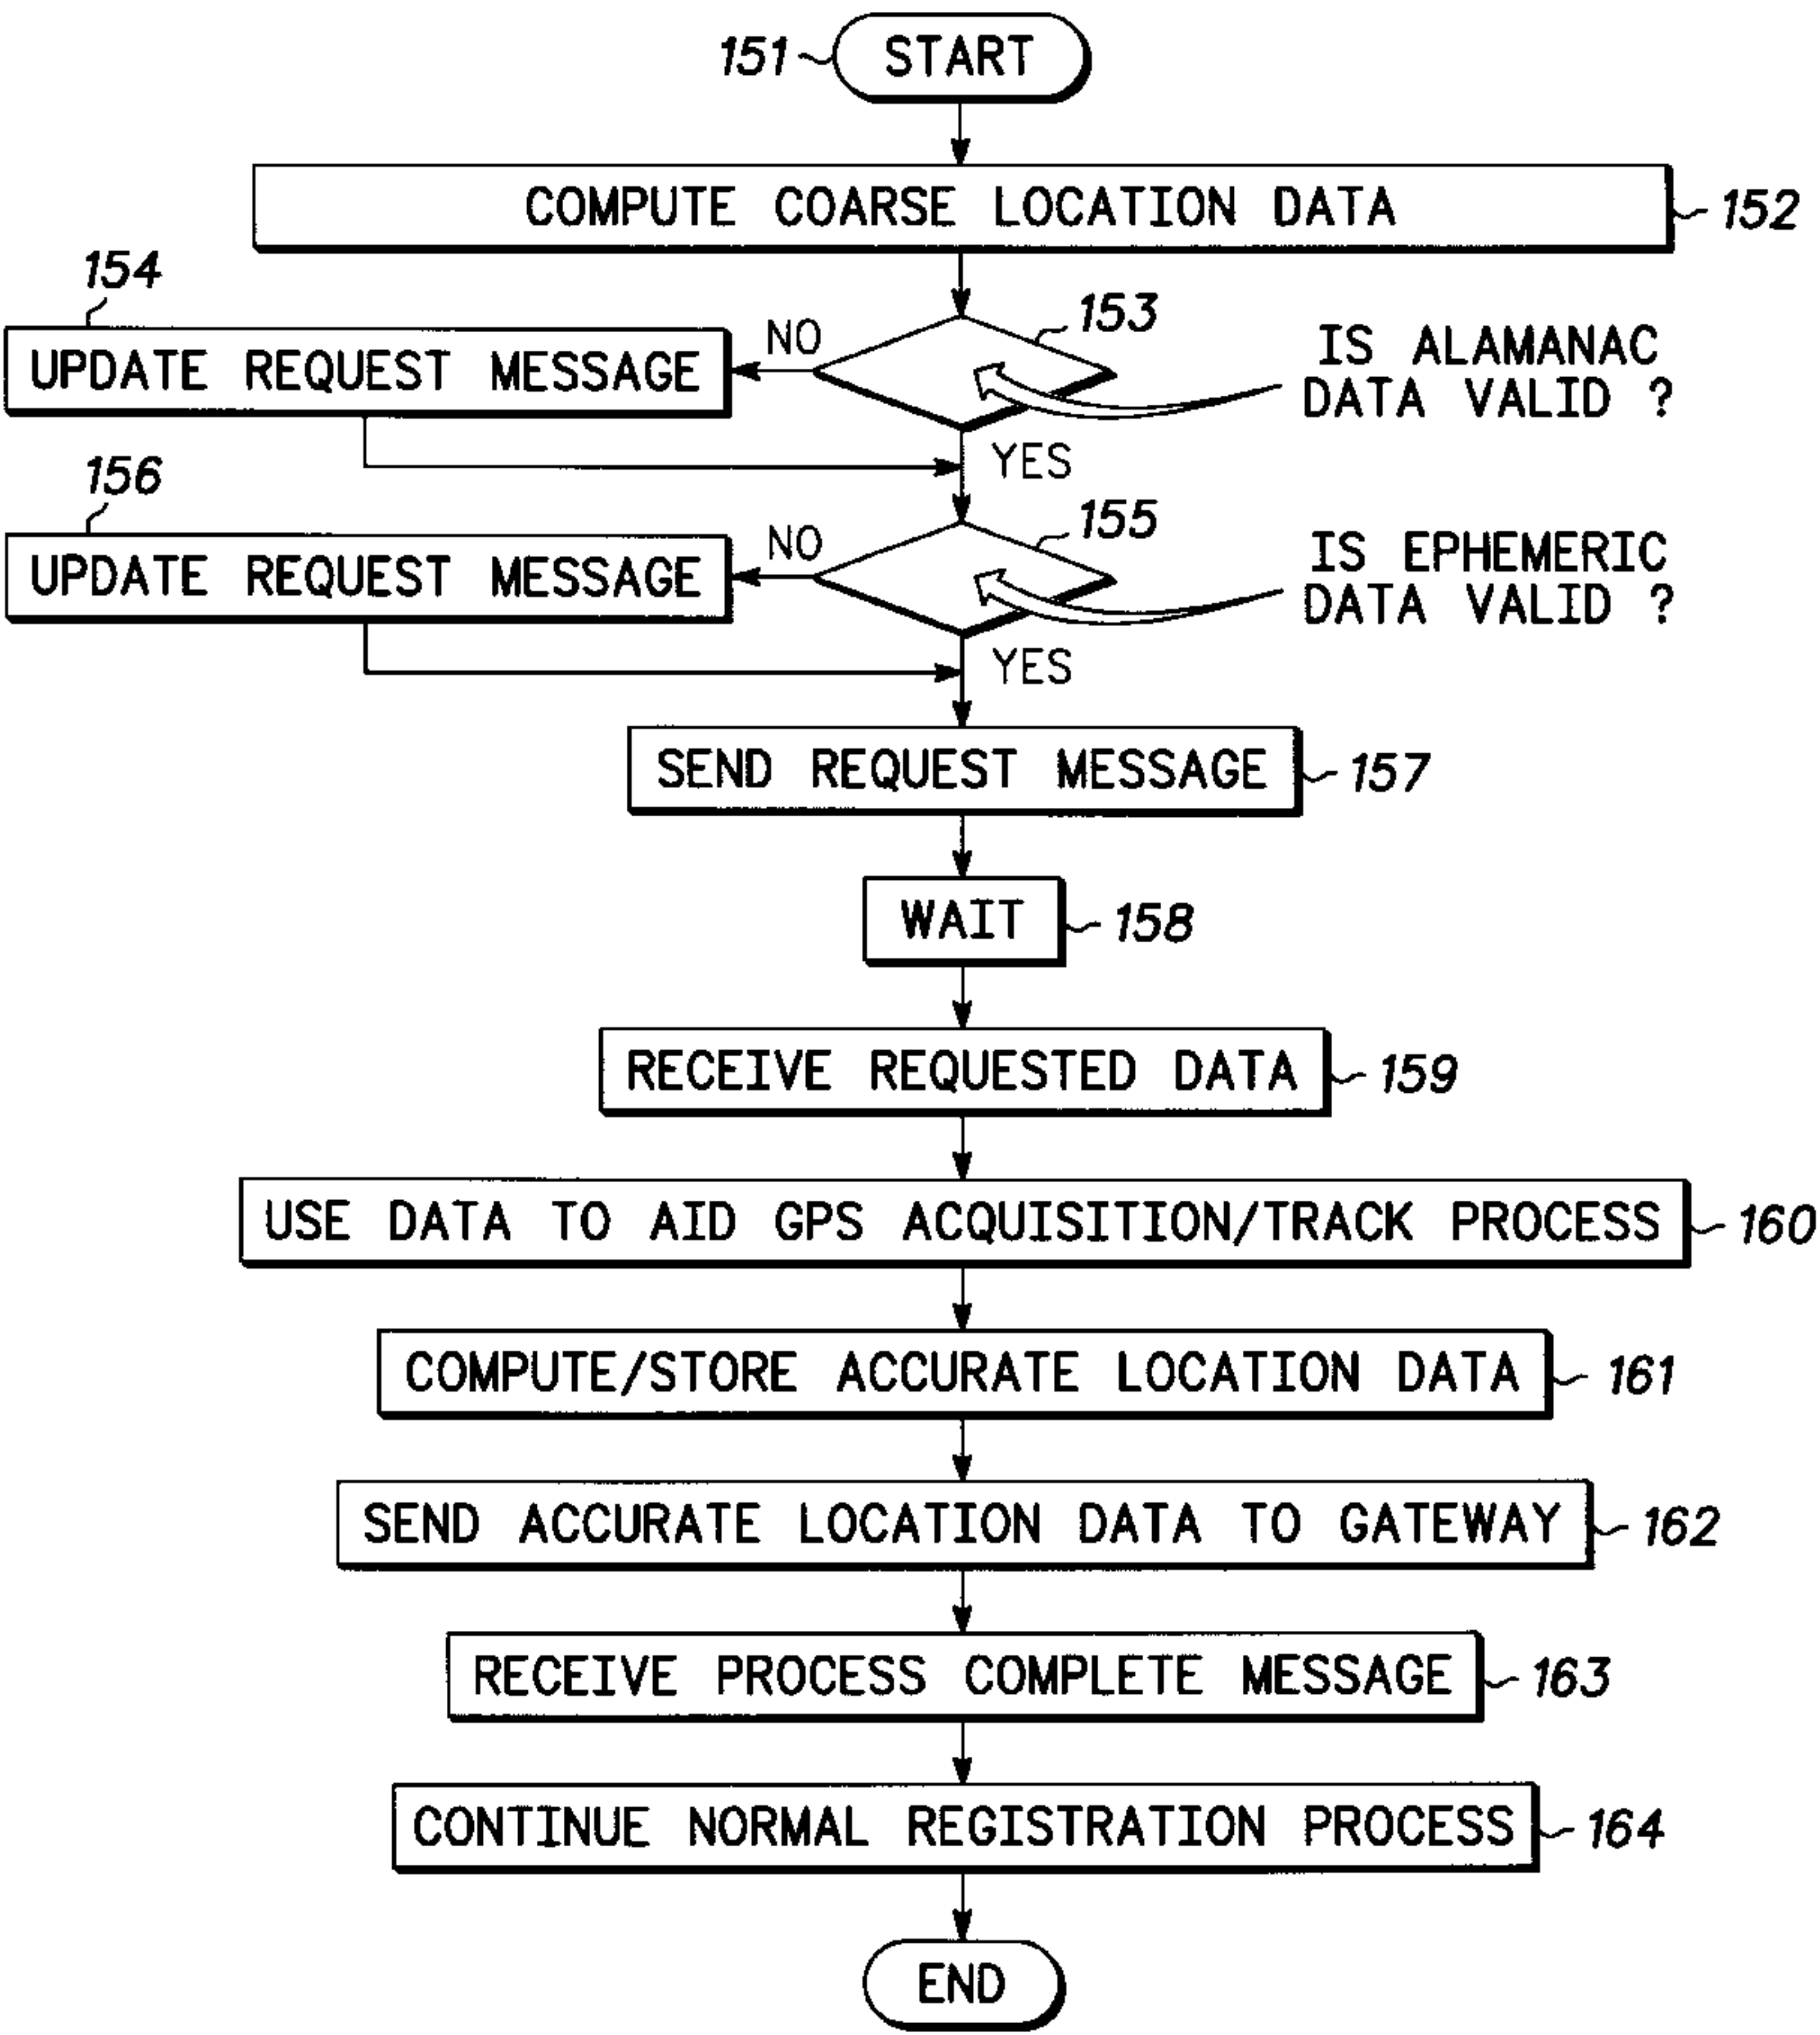 151
START
COMPUTE COARSE LOCATION DATA
152
154
UPDATE REQUEST MESSAGE
NO
153
IS ALAMANAC
DATA VALID ?
YES
156
UPDATE REQUEST MESSAGE
NO
155
IS EPHEMERIC
DATA VALID ?
YES
SEND REQUEST MESSAGE
157
WAIT
158
RECEIVE REQUESTED DATA
159
USE DATA TO AID GPS ACQUISITION/TRACK PROCESS
160
COMPUTE/STORE ACCURATE LOCATION DATA
161
SEND ACCURATE LOCATION DATA TO GATEWAY
162
RECEIVE PROCESS COMPLETE MESSAGE
163
CONTINUE NORMAL REGISTRATION PROCESS
164
END